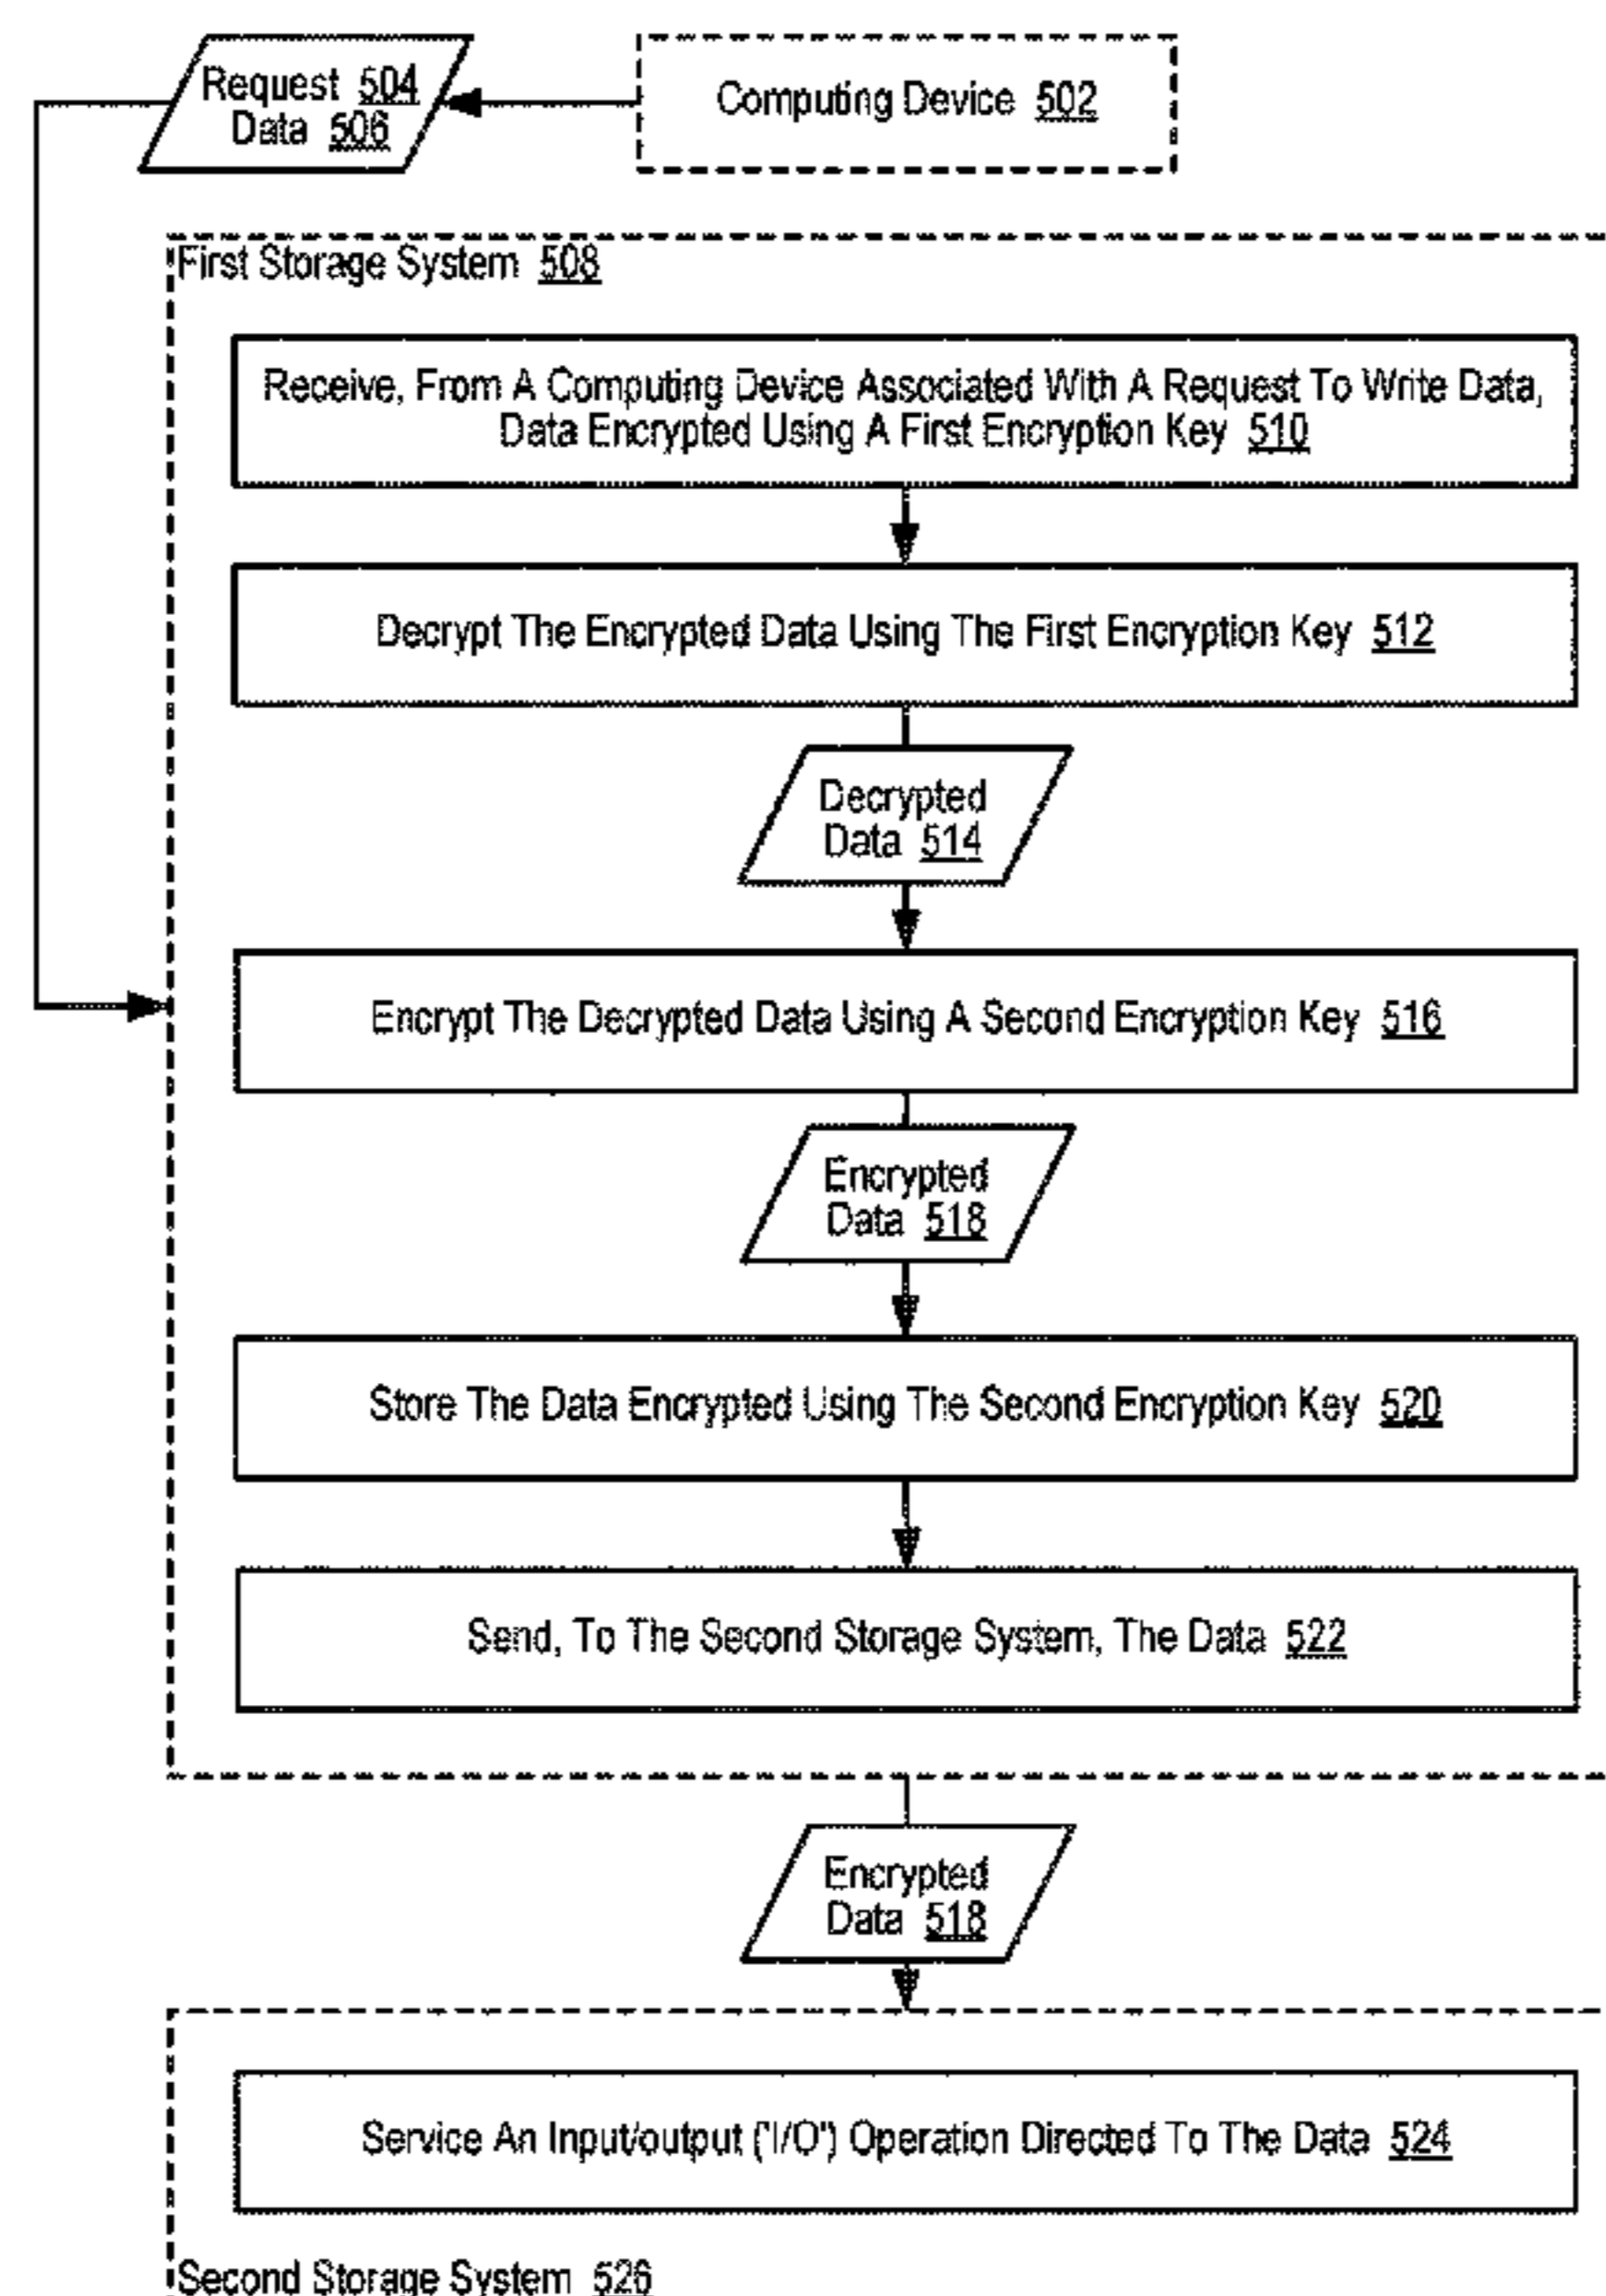 Request 504
Data 506
Computing Device 502
First Storage System 508
Receive, From A Computing Device Associated With A Request To Write Data,
Data Encrypted Using A First Encryption Key 510
Decrypt The Encrypted Data Using The First Encryption Key 512
Decrypted
Data 514
Encrypt The Decrypted Data Using A Second Encryption Key 516
Encrypted
Data 518
Store The Data Encrypted Using The Second Encryption Key 520
Send, To The Second Storage System, The Data 522
Encrypted
Data 518
Service An Input/output ('I/O') Operation Directed To The Data 524
Second Storage System 526